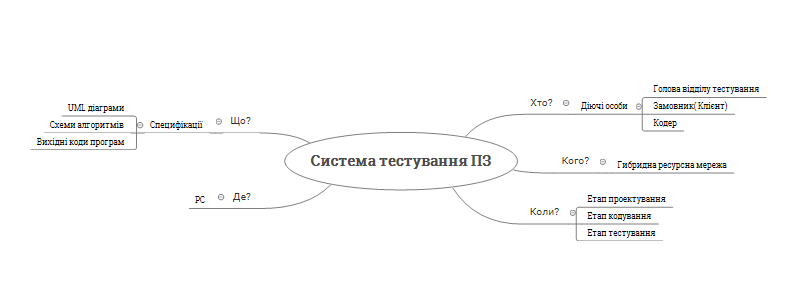 Система тестування ПЗ
Що?
Специфікації
UML діаграми
Схеми алгоритмів
Вихідні коди програм
Де?
PC
Хто?
Діючі особи
Голова відділу тестування
Замовник( Клієнт)
Кодер
Кого?
Гибридна ресурсна мережа
Коли?
Етап проектування
Етап кодування
Етап тестування